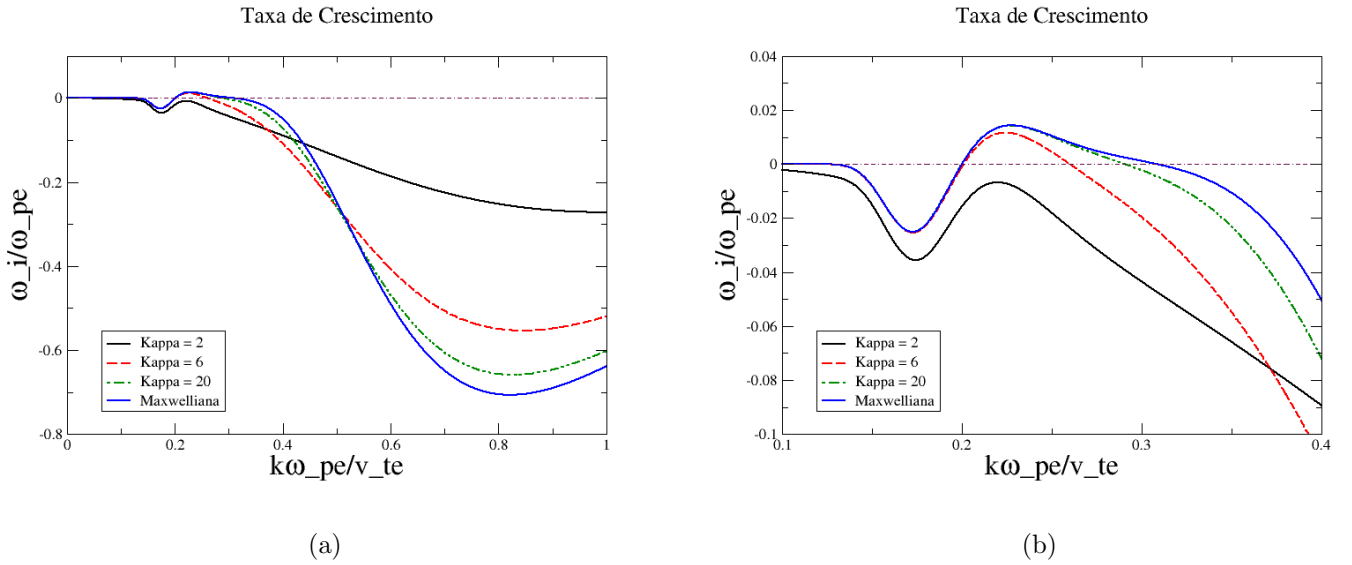 Taxa de Crescimento
0
-0.2
-0.4
-0.6
-0.8
ω_i/ω_pe
Kappa = 2
Kappa = 6
Kappa = 20
Maxwelliana
0 0.2 0.4 0.6 0.8 1
kω_pe/v_te
(a)
Taxa de Crescimento
0.04
0.02
0
-0.02
-0.04
-0.06
-0.08
-0.1
ω_i/ω_pe
Kappa = 2
Kappa = 6
Kappa = 20
Maxwelliana
0.1 0.2 0.3 0.4
kω_pe/v_te
(b)